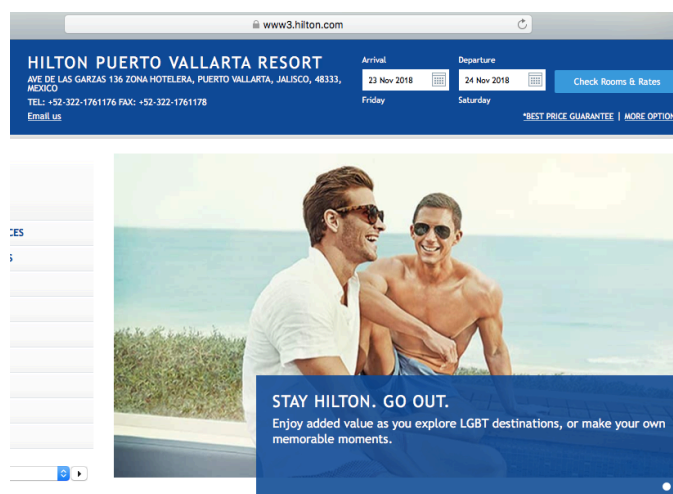 www3.hilton.com
HILTON PUERTO VALLARTA RESORT
AVE DE LAS GARZAS 136 ZONA HOTELERA, PUERTO VALLARTA, JALISCO, 48333,
MEXICO
TEL: +52-322-1761176 FAX: +52-322-1761178
Email us
Arrival
Departure
23 Nov 2018
24 Nov 2018
Check Rooms & Rates
Friday
Saturday
*BEST PRICE GUARANTEE | MORE OPTION
CES
S
STAY HILTON. GO OUT.
Enjoy added value as you explore LGBT destinations, or make your own
memorable moments.